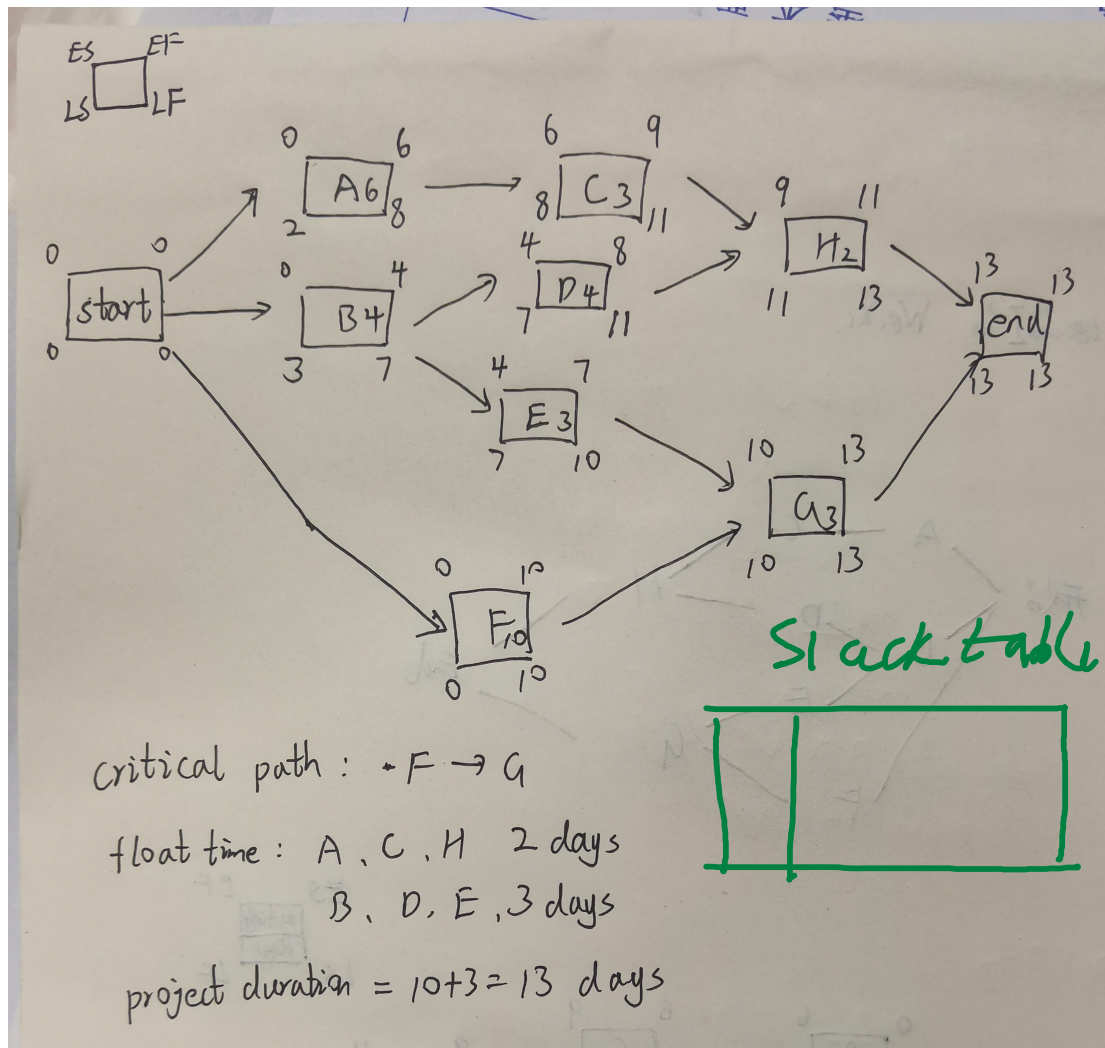 ES EF
LS LF
0 6
A6
2 8
6 9
C3
8 11
9 11
H2
11 13
0 0
start
0 0
0 4
B4
3 7
4 8
D4
7 11
13 13
end
13 13
4 7
E3
7 10
10 13
G3
10 13
0 10
F10
0 10
Slack table
critical path : · F → G
float time : A、C、H 2 days
B、D、E、3 days
project duration = 10+3 = 13 days